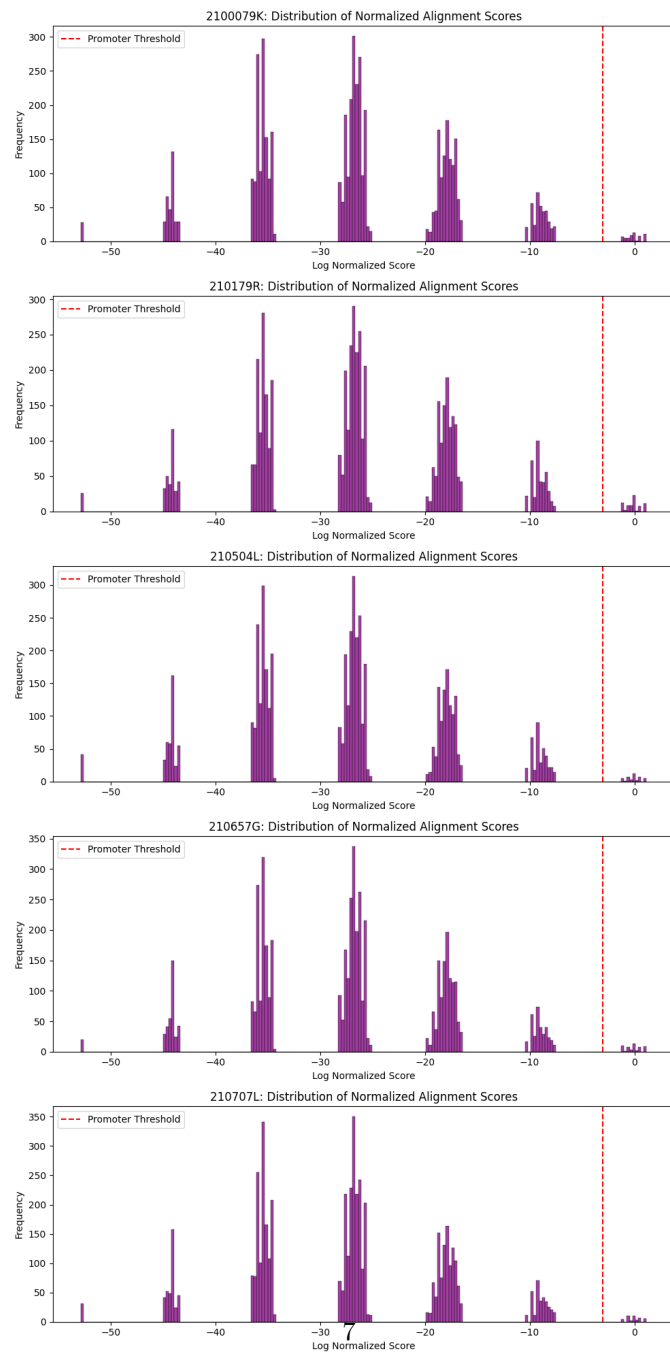 2100079K: Distribution of Normalized Alignment Scores
Promoter Threshold
300
250
200
150
100
50
0
Frequency
−50 −40 −30 −20 −10 0
Log Normalized Score
210179R: Distribution of Normalized Alignment Scores
Promoter Threshold
300
250
200
150
100
50
0
Frequency
−50 −40 −30 −20 −10 0
Log Normalized Score
210504L: Distribution of Normalized Alignment Scores
Promoter Threshold
300
250
200
150
100
50
0
Frequency
−50 −40 −30 −20 −10 0
Log Normalized Score
210657G: Distribution of Normalized Alignment Scores
Promoter Threshold
350
300
250
200
150
100
50
0
Frequency
−50 −40 −30 −20 −10 0
Log Normalized Score
210707L: Distribution of Normalized Alignment Scores
Promoter Threshold
350
300
250
200
150
100
50
0
Frequency
−50 −40 −30 −20 −10 0
Log Normalized Score
7